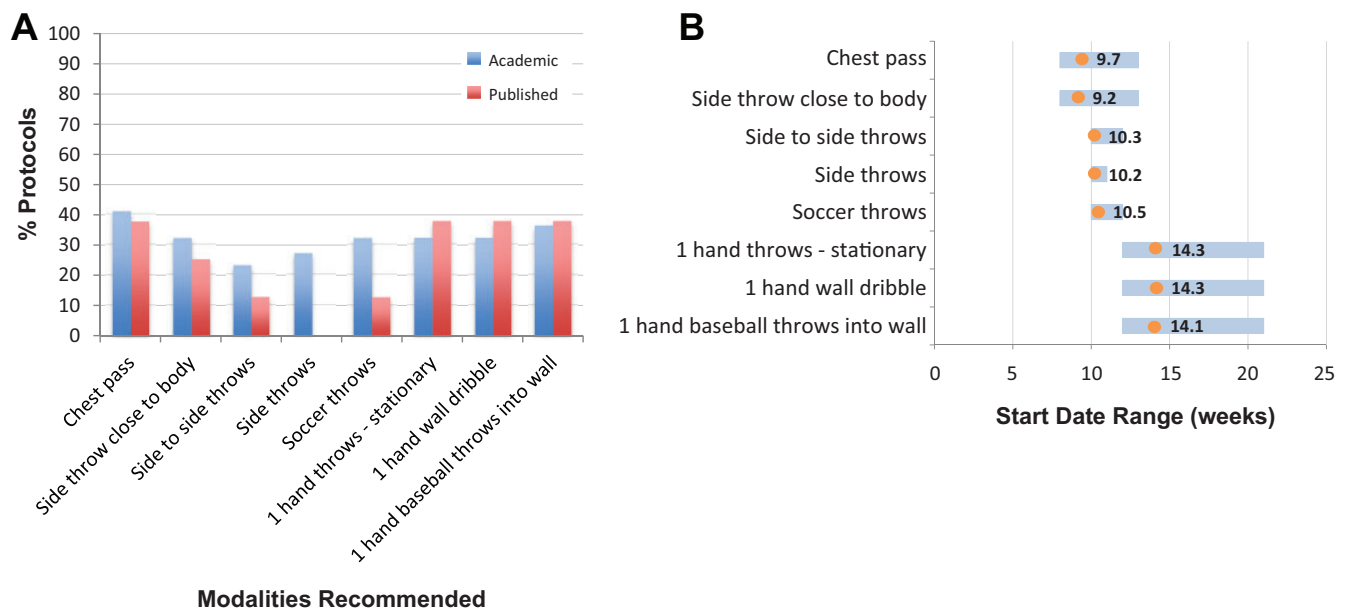 A
% Protocols
100
90
80
70
60
50
40
30
20
10
0
Academic
Published
Chest pass
Side throw close to body
Side to side throws
Side throws
Soccer throws
1 hand throws - stationary
1 hand wall dribble
1 hand baseball throws into wall
Modalities Recommended
B
Chest pass 9.7
Side throw close to body 9.2
Side to side throws 10.3
Side throws 10.2
Soccer throws 10.5
1 hand throws - stationary 14.3
1 hand wall dribble 14.3
1 hand baseball throws into wall 14.1
0 5 10 15 20 25
Start Date Range (weeks)